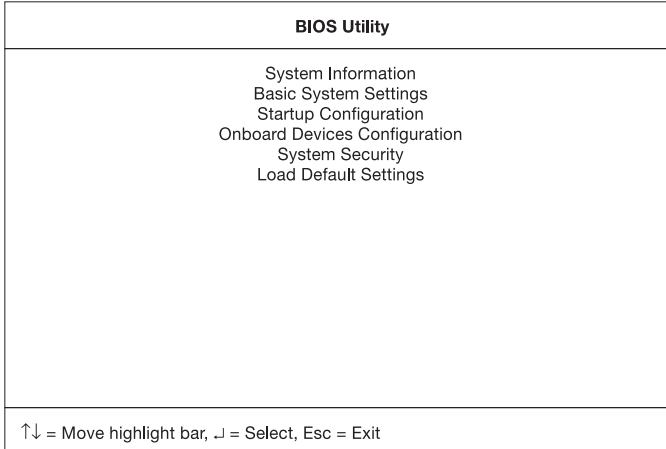 BIOS Utility
System Information
Basic System Settings
Startup Configuration
Onboard Devices Configuration
System Security
Load Default Settings
↑↓ = Move highlight bar, ↵ = Select, Esc = Exit